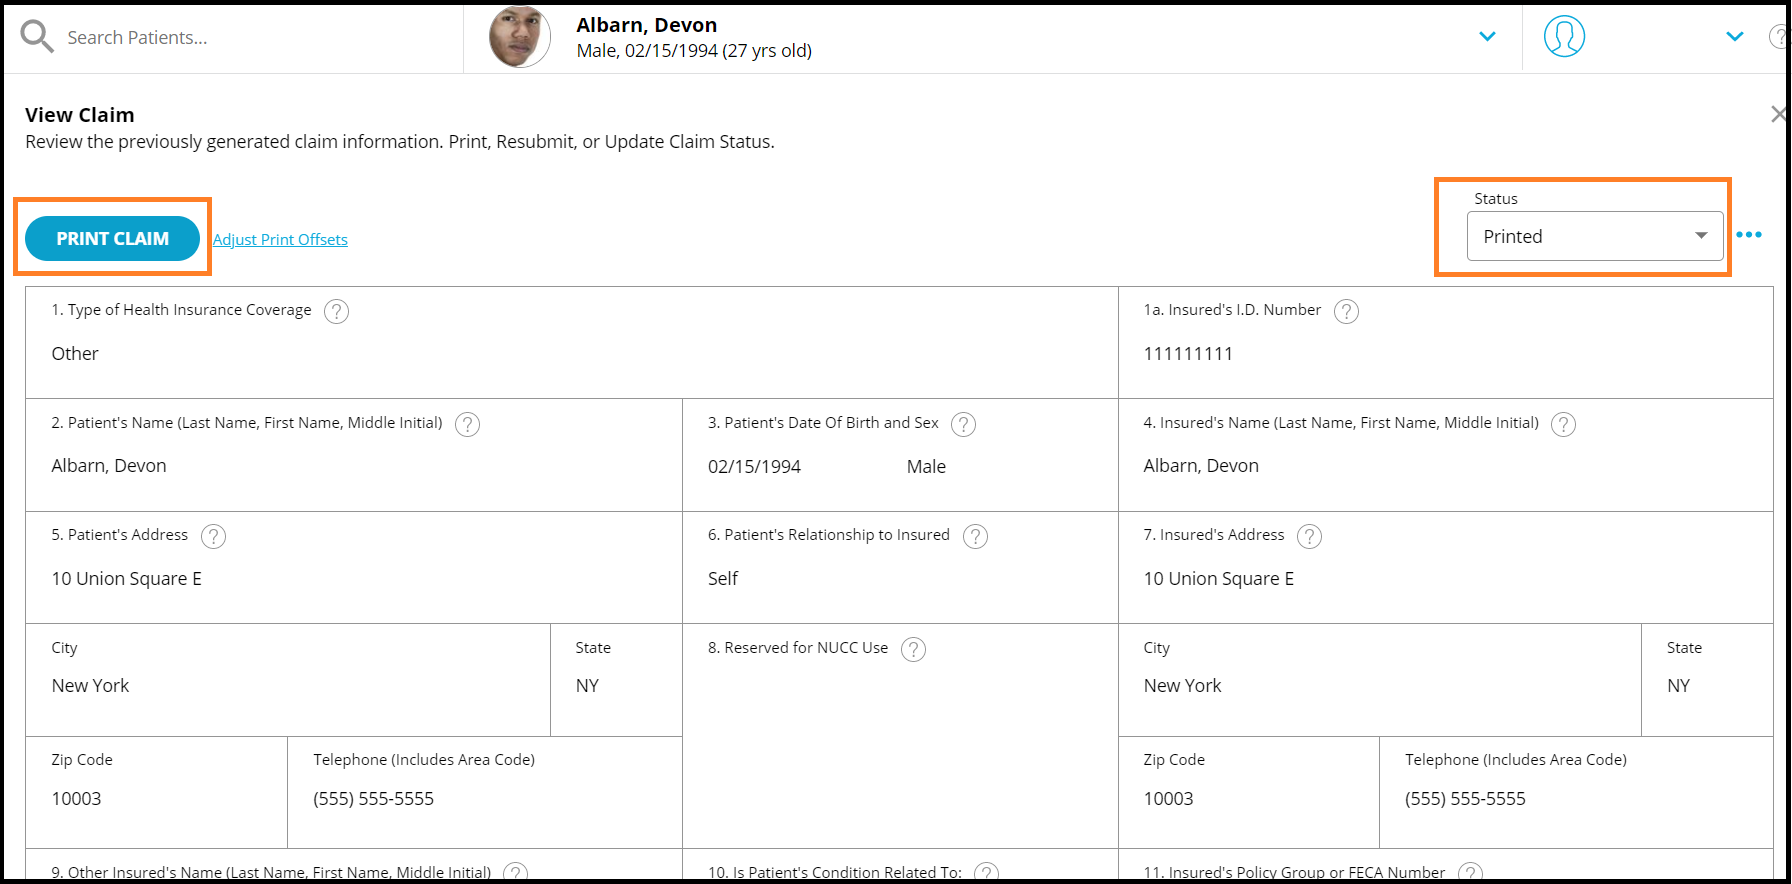 Search Patients...
Albarn, Devon
Male, 02/15/1994 (27 yrs old)
?
View Claim
Review the previously generated claim information. Print, Resubmit, or Update Claim Status.
PRINT CLAIM
Adjust Print Offsets
Status
Printed
1. Type of Health Insurance Coverage ?
Other
1a. Insured's I.D. Number ?
111111111
2. Patient's Name (Last Name, First Name, Middle Initial) ?
Albarn, Devon
3. Patient's Date Of Birth and Sex ?
02/15/1994 Male
4. Insured's Name (Last Name, First Name, Middle Initial) ?
Albarn, Devon
5. Patient's Address ?
10 Union Square E
6. Patient's Relationship to Insured ?
Self
7. Insured's Address ?
10 Union Square E
City
New York
State
NY
8. Reserved for NUCC Use ?
City
New York
State
NY
Zip Code
10003
Telephone (Includes Area Code)
(555) 555-5555
Zip Code
10003
Telephone (Includes Area Code)
(555) 555-5555
9. Other Insured's Name (Last Name, First Name, Middle Initial) ?
10. Is Patient's Condition Related To: ?
11. Insured's Policy Group or FECA Number ?